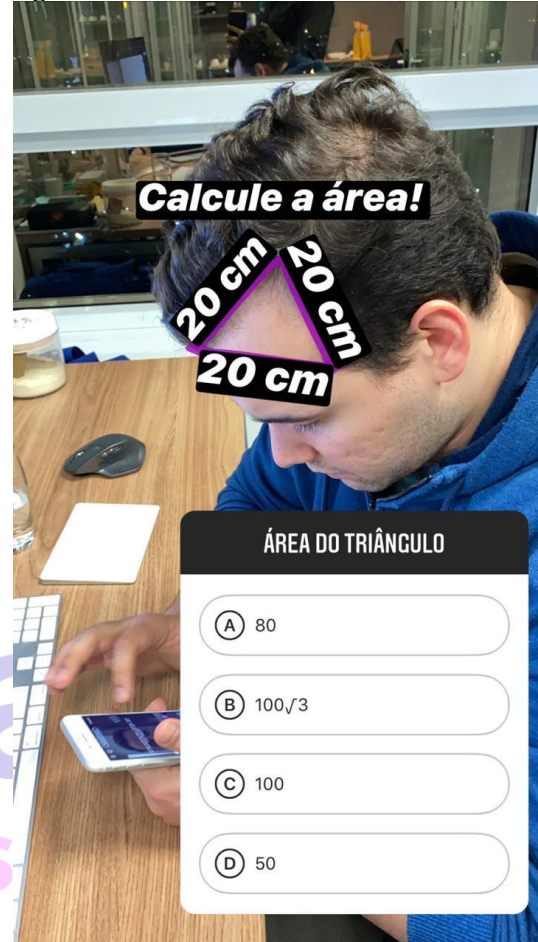 Calcule a área!
20 cm
20 cm
20 cm
ÁREA DO TRIÂNGULO
A 80
B 100√3
C 100
D 50